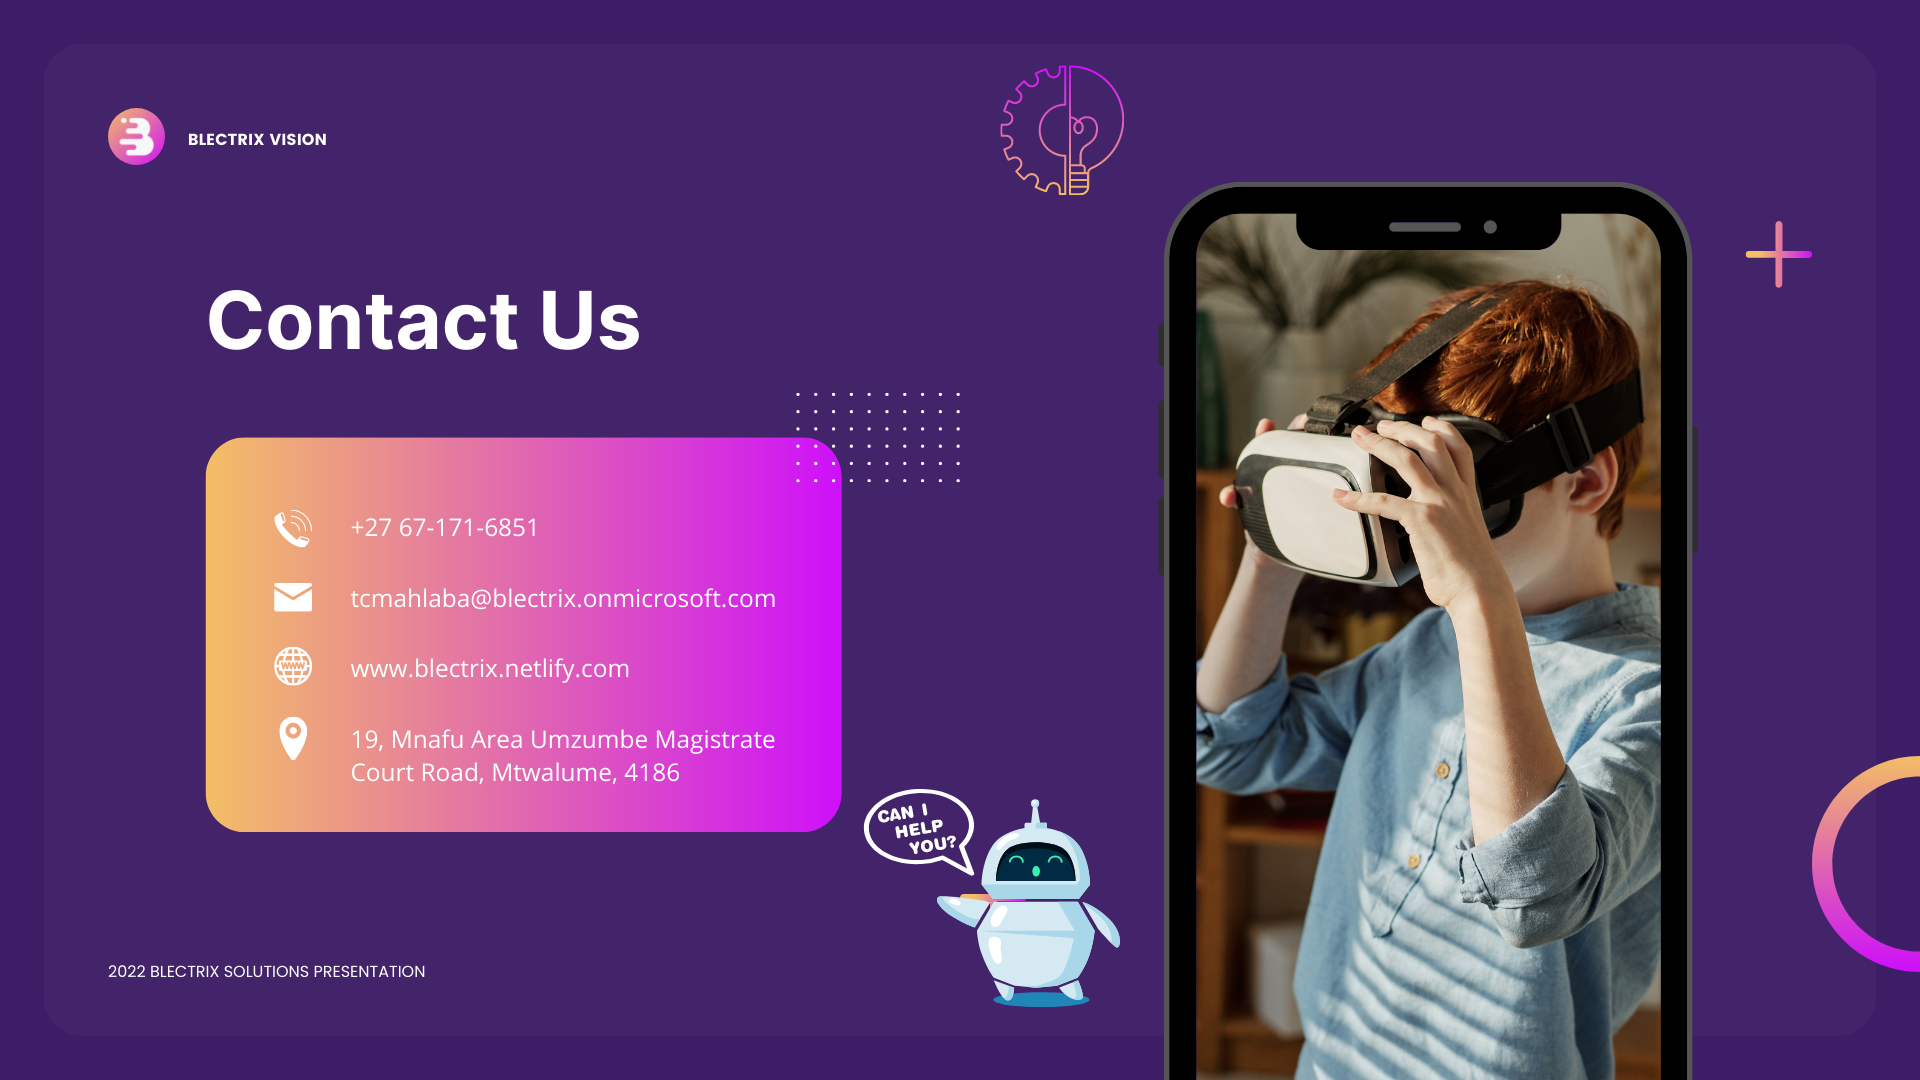 BLECTRIX VISION
Contact Us
+27 67-171-6851
tcmahlaba@blectrix.onmicrosoft.com
WWW
www.blectrix.netlify.com
19, Mnafu Area Umzumbe Magistrate
Court Road, Mtwalume, 4186
CAN I
HELP
YOU?
2022 BLECTRIX SOLUTIONS PRESENTATION